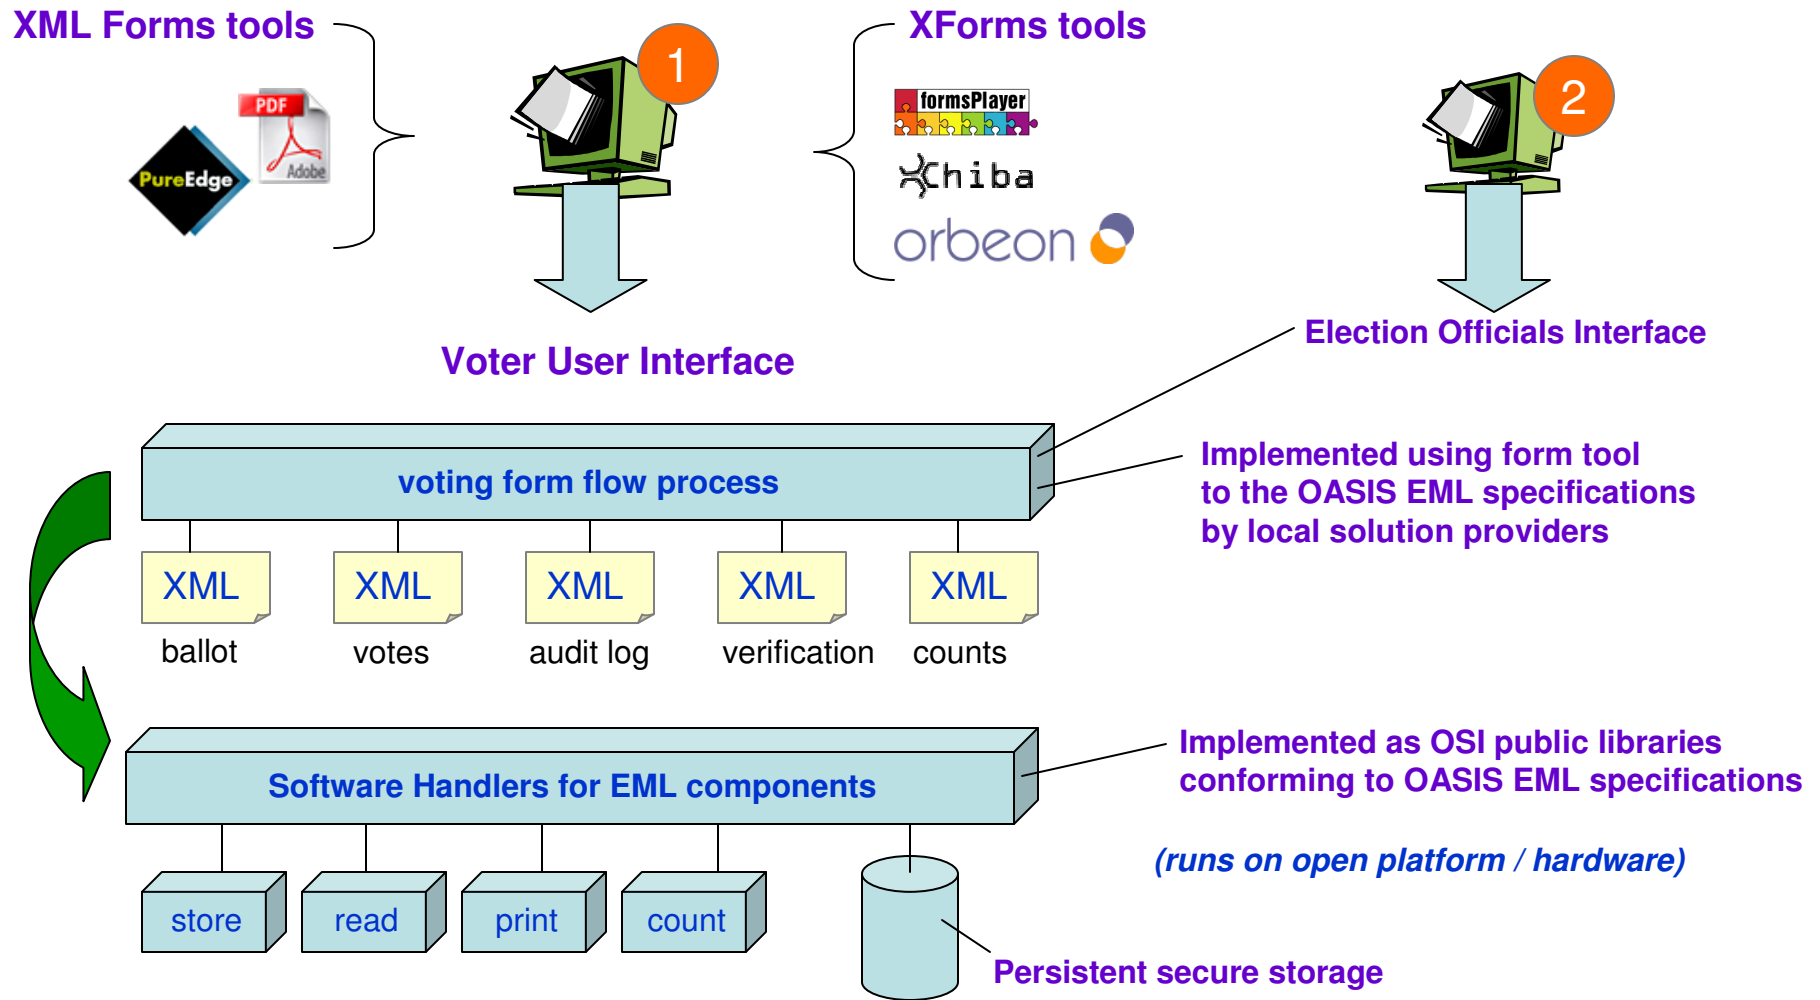 XML Forms tools
XForms tools
1
2
PDF
Adobe
PureEdge
formsPlayer
Chiba
orbeon
Voter User Interface
Election Officials Interface
voting form flow process
Implemented using form tool
to the OASIS EML specifications
by local solution providers
XML
XML
XML
XML
XML
ballot
votes
audit log
verification
counts
Software Handlers for EML components
Implemented as OSI public libraries
conforming to OASIS EML specifications
(runs on open platform / hardware)
store
read
print
count
Persistent secure storage